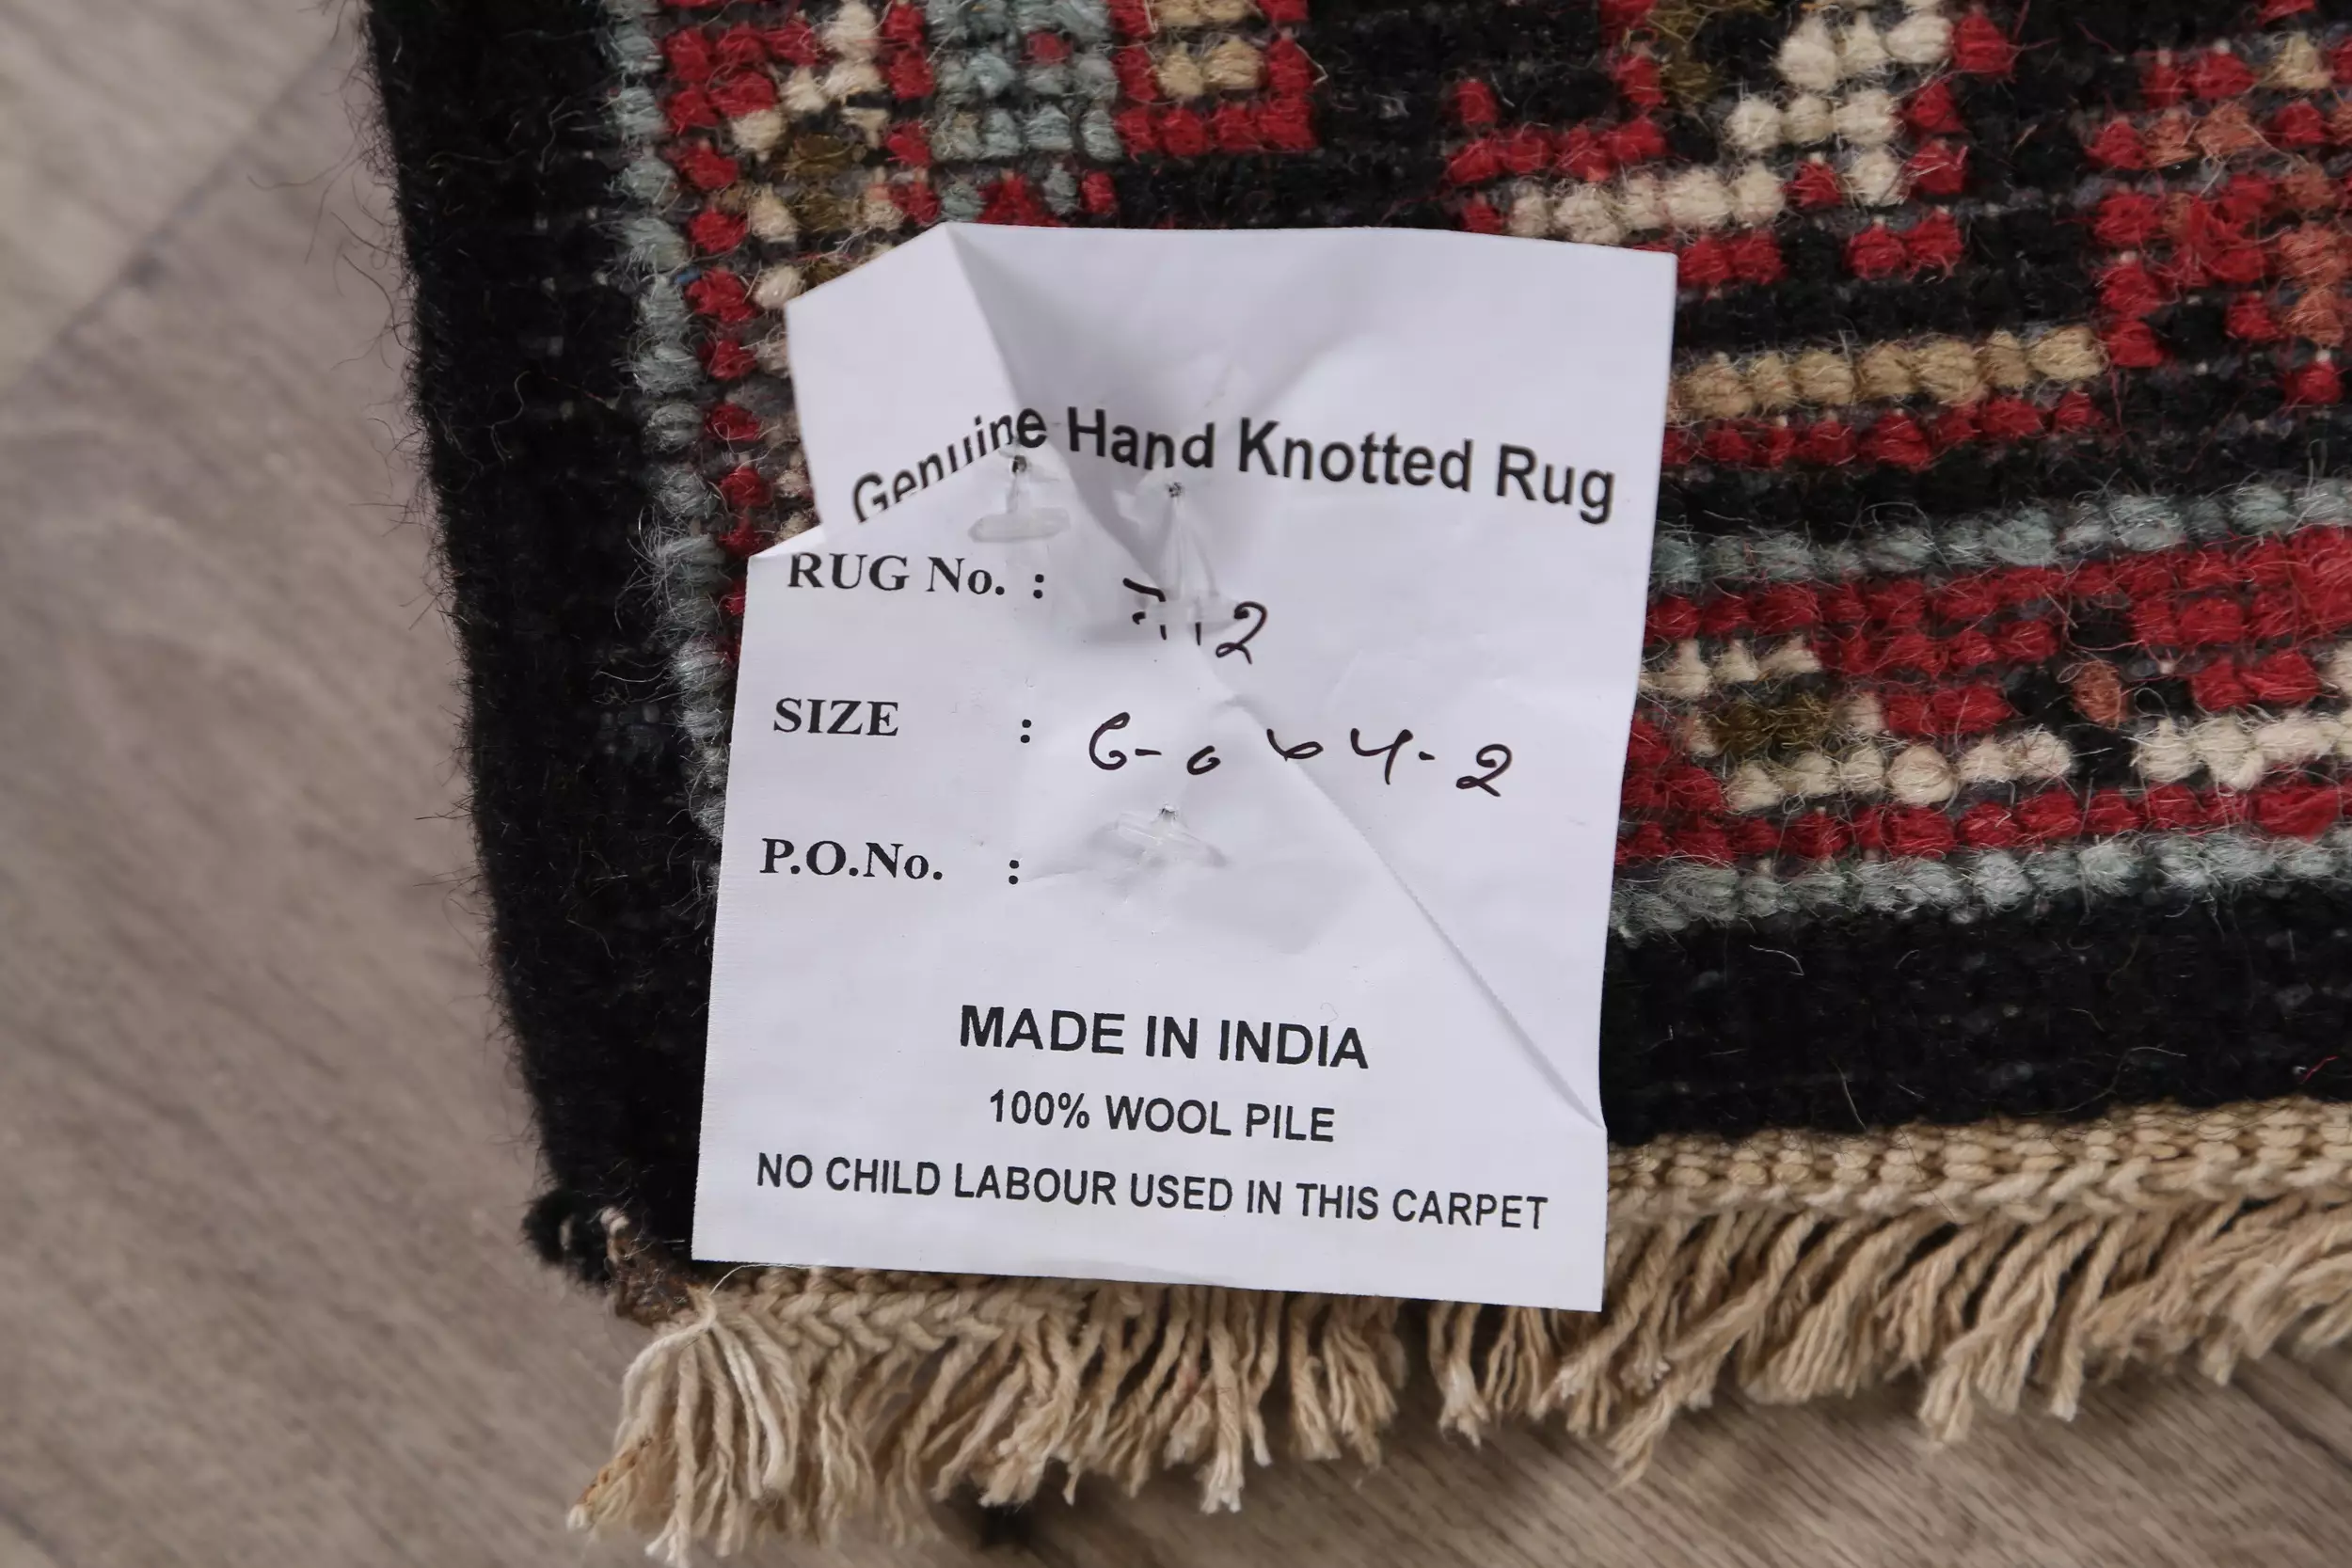 Genuine Hand Knotted Rug
RUG No. :
SIZE : 6-0 x 4-2
P.O.No. :
MADE IN INDIA
100% WOOL PILE
NO CHILD LABOUR USED IN THIS CARPET